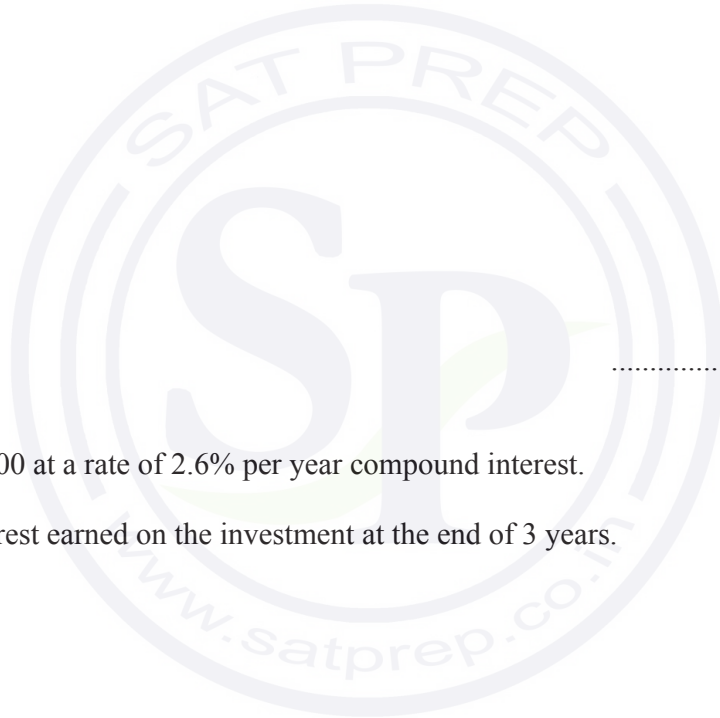 SAT PREP
SP
..............
00 at a rate of 2.6% per year compound interest.
rest earned on the investment at the end of 3 years.
www.satprep.co.in